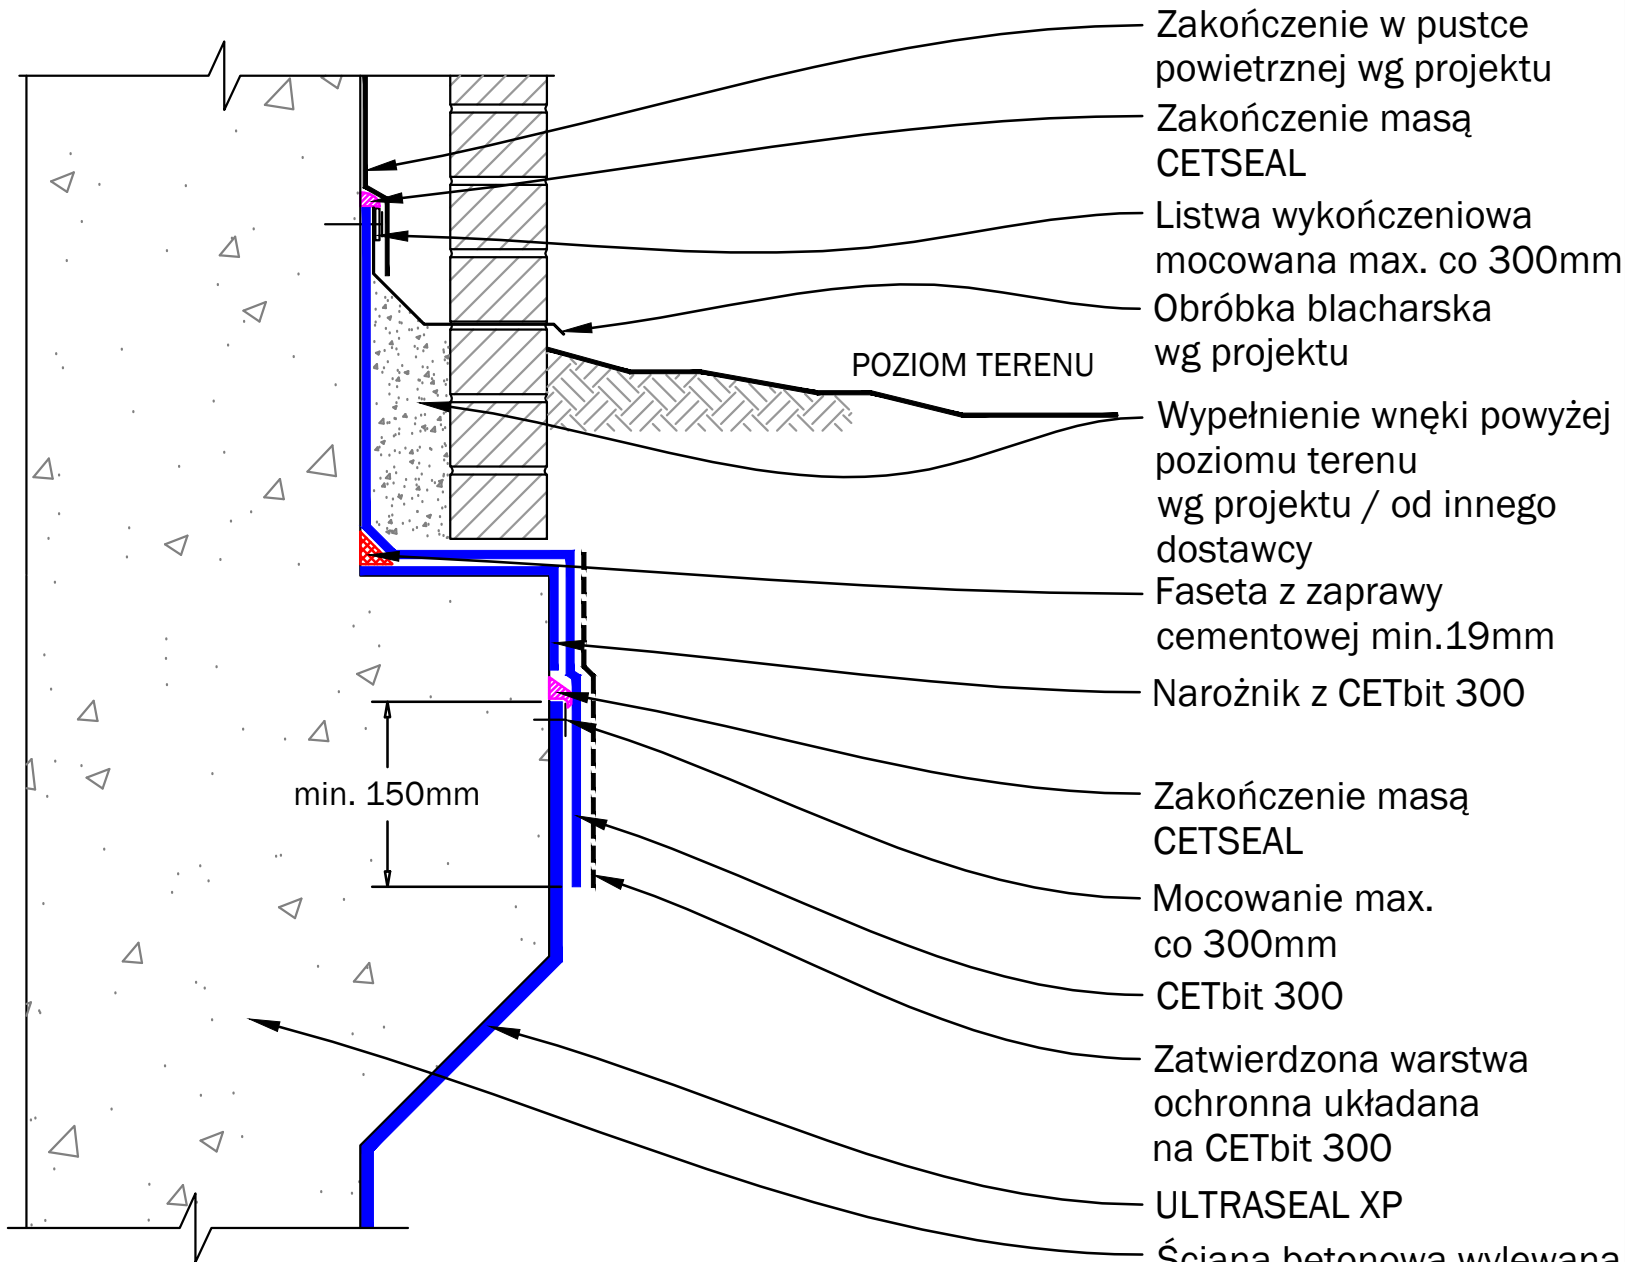 Zakończenie w pustce
powietrznej wg projektu
Zakończenie masą
CETSEAL
Listwa wykończeniowa
mocowana max. co 300mm
Obróbka blacharska
wg projektu
POZIOM TERENU
Wypełnienie wnęki powyżej
poziomu terenu
wg projektu / od innego
dostawcy
Faseta z zaprawy
cementowej min.19mm
Narożnik z CETbit 300
min. 150mm
Zakończenie masą
CETSEAL
Mocowanie max.
co 300mm
CETbit 300
Zatwierdzona warstwa
ochronna układana
na CETbit 300
ULTRASEAL XP
Ściana betonowa wylewana